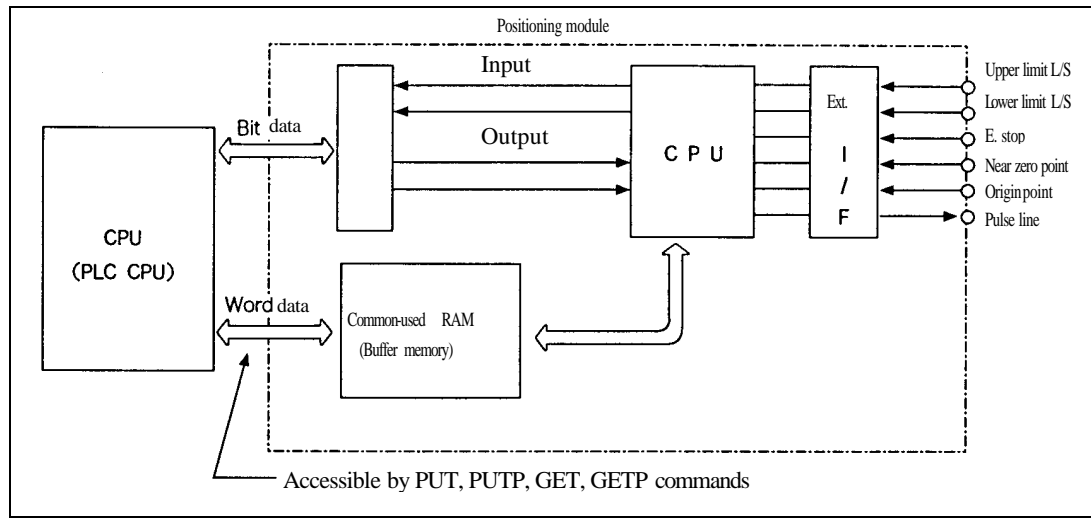 Positioning module
Input
Output
Bit data
CPU
(PLC CPU)
Word data
Common-used RAM
(Buffer memory)
CPU
Ext.
I
/
F
Upper limit L/S
Lower limit L/S
E. stop
Near zero point
Origin point
Pulse line
Accessible by PUT, PUTP, GET, GETP commands